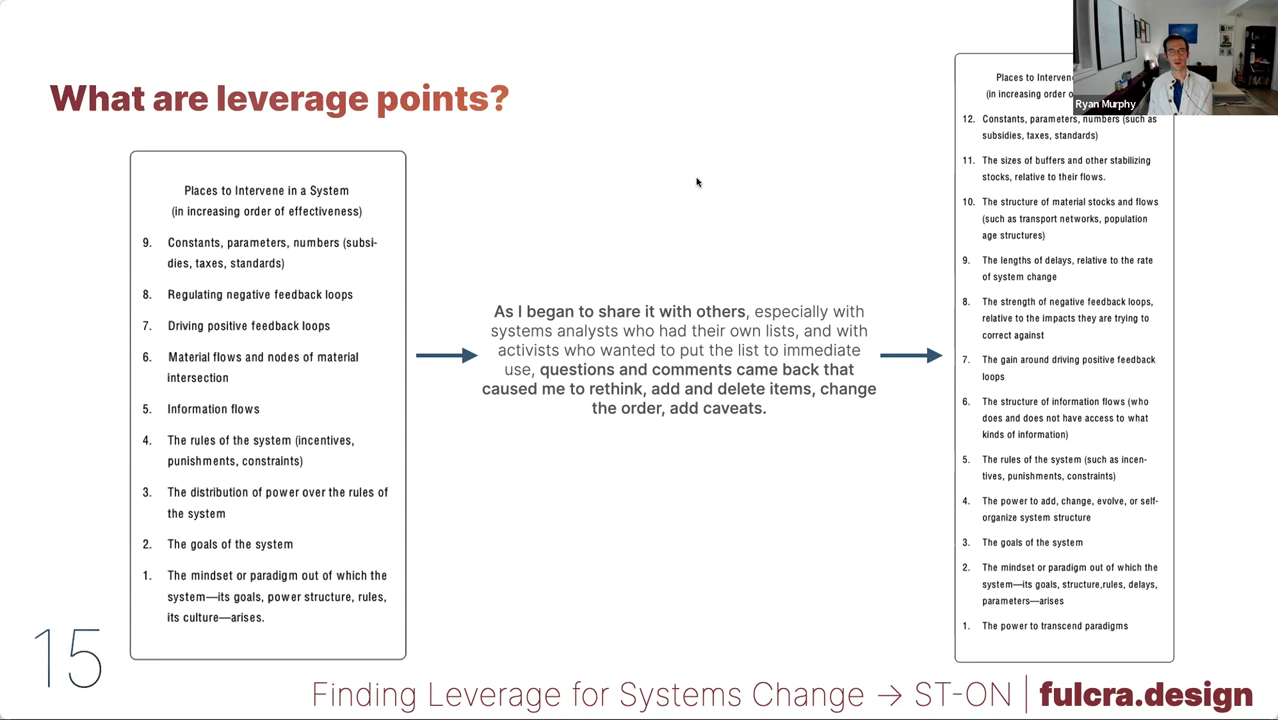 What are leverage points?
Places to Intervene in a System
(in increasing order of effectiveness)
9. Constants, parameters, numbers (subsi-
dies, taxes, standards)
8. Regulating negative feedback loops
7. Driving positive feedback loops
6. Material flows and nodes of material
intersection
5. Information flows
4. The rules of the system (incentives,
punishments, constraints)
3. The distribution of power over the rules of
the system
2. The goals of the system
1. The mindset or paradigm out of which the
system—its goals, power structure, rules,
its culture—arises.
As I began to share it with others, especially with
systems analysts who had their own lists, and with
activists who wanted to put the list to immediate
use, questions and comments came back that
caused me to rethink, add and delete items, change
the order, add caveats.
Places to Intervene
(in increasing order o
12. Constants, parameters, numbers (such as
subsidies, taxes, standards)
11. The sizes of buffers and other stabilizing
stocks, relative to their flows.
10. The structure of material stocks and flows
(such as transport networks, population
age structures)
9. The lengths of delays, relative to the rate
of system change
8. The strength of negative feedback loops,
relative to the impacts they are trying to
correct against
7. The gain around driving positive feedback
loops
6. The structure of information flows (who
does and does not have access to what
kinds of information)
5. The rules of the system (such as incen-
tives, punishments, constraints)
4. The power to add, change, evolve, or self-
organize system structure
3. The goals of the system
2. The mindset or paradigm out of which the
system—its goals, structure,rules, delays,
parameters—arises
1. The power to transcend paradigms
Ryan Murphy
15
Finding Leverage for Systems Change → ST-ON | fulcra.design